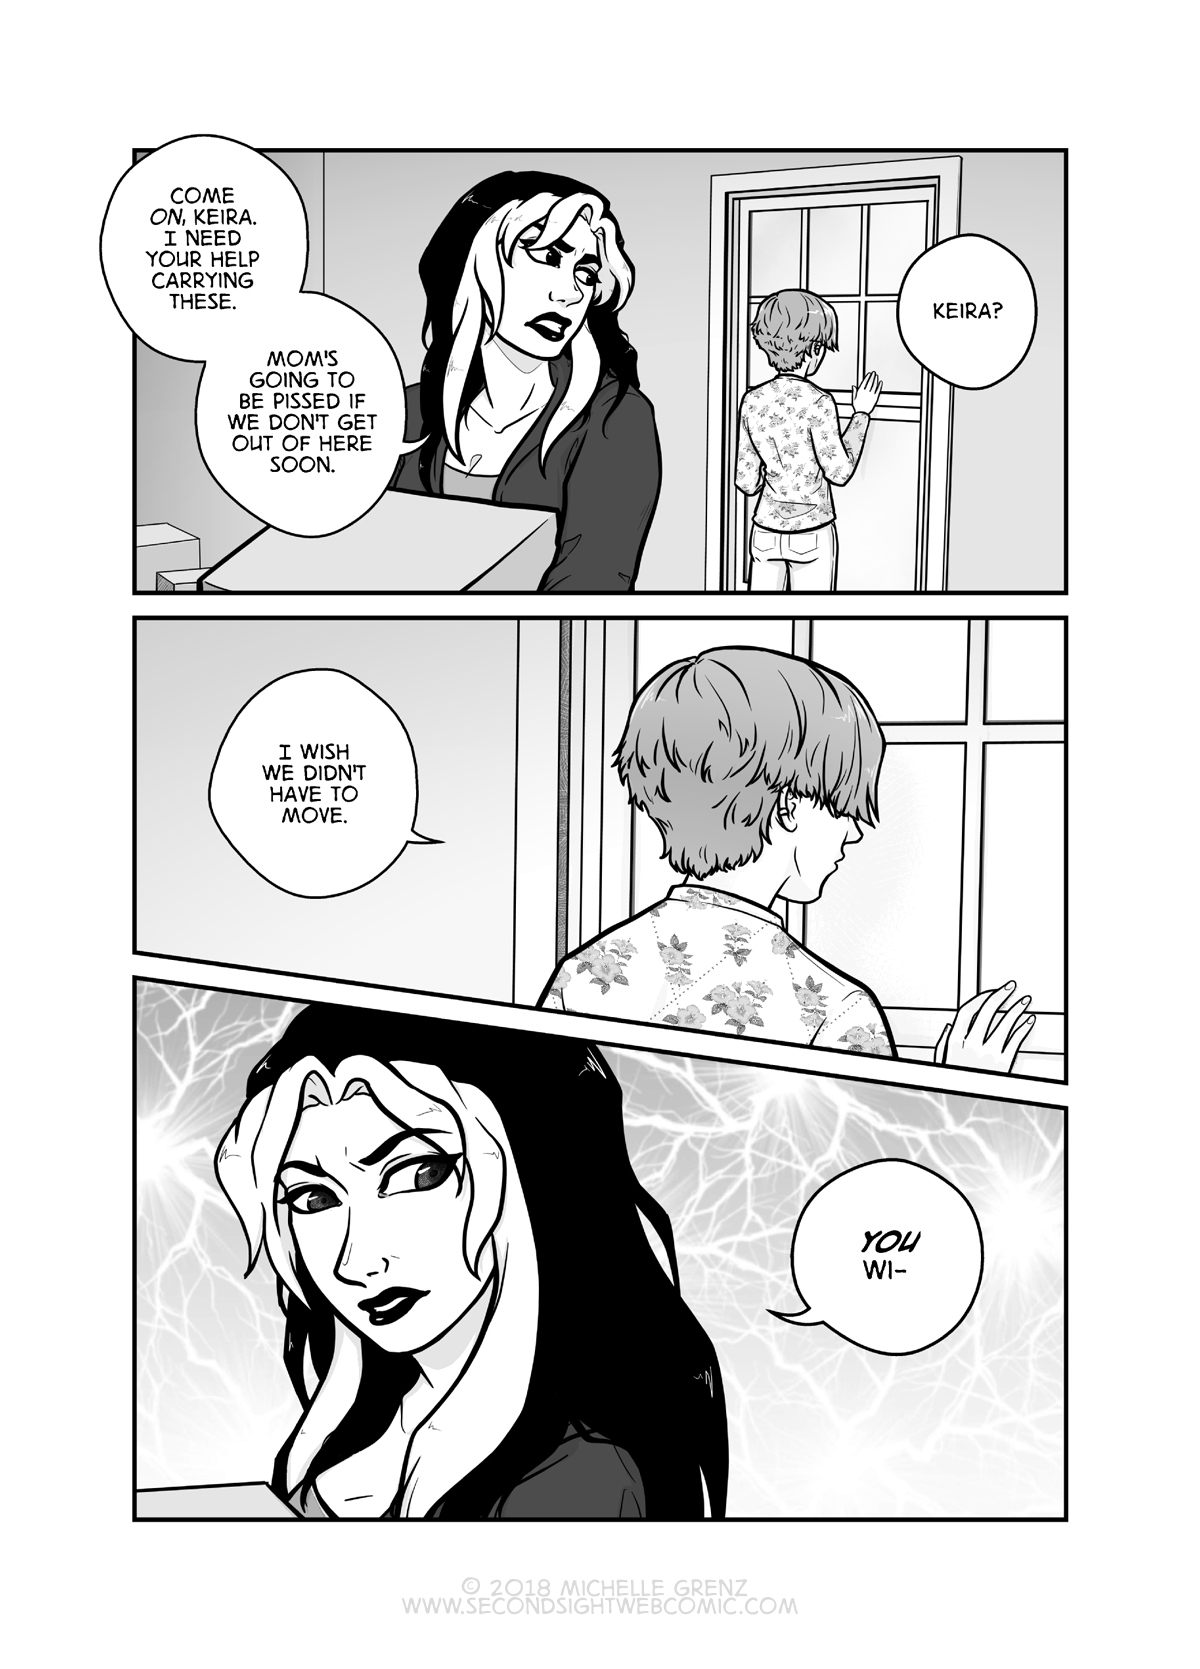 COME
ON, KEIRA.
I NEED
YOUR HELP
CARRYING
THESE.
MOM'S
GOING TO
BE PISSED IF
WE DON'T GET
OUT OF HERE
SOON.
KEIRA?
I WISH
WE DIDN'T
HAVE TO
MOVE.
YOU
WI-
© 2018 MICHELLE GRENZ
WWW.SECONDSIGHTWEBCOMIC.COM